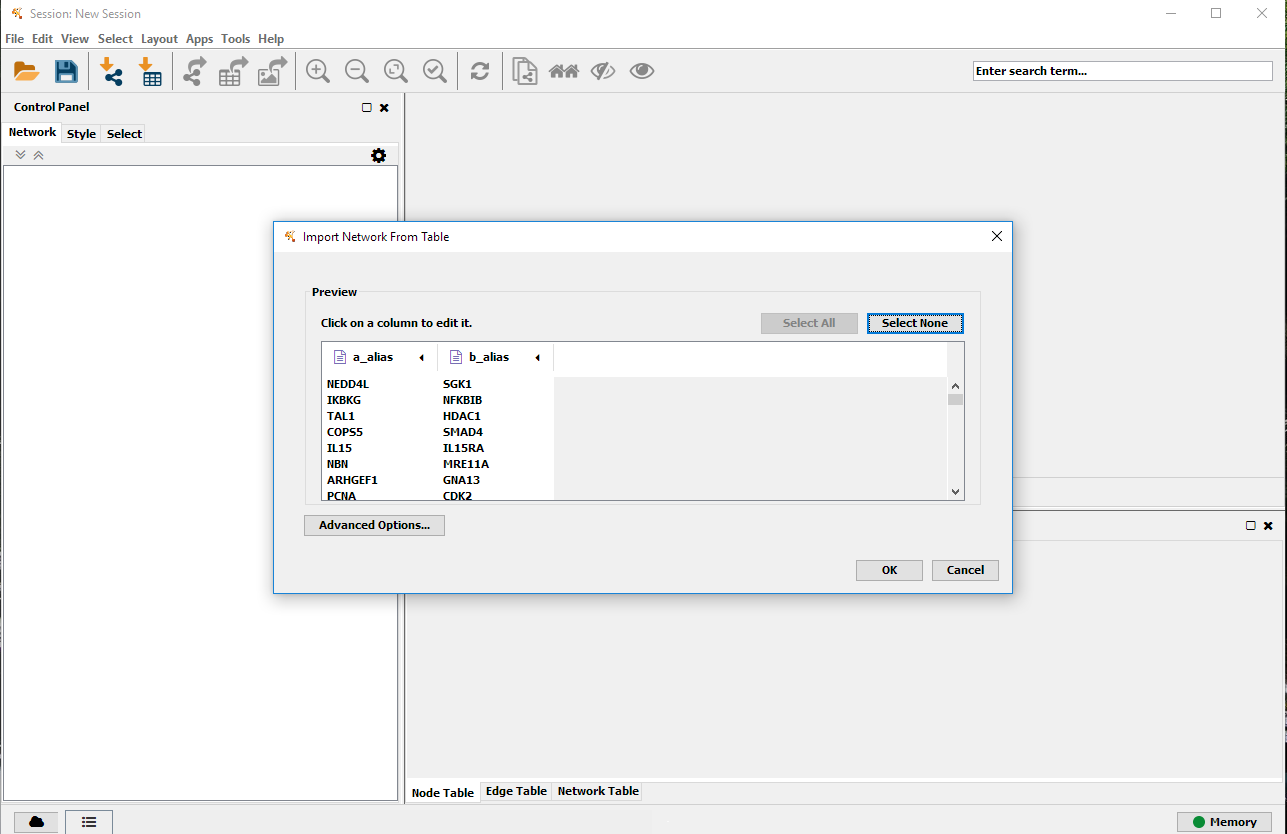 Session: New Session
File Edit View Select Layout Apps Tools Help
Enter search term...
Control Panel
Network Style Select
Import Network From Table
Preview
Click on a column to edit it.
Select All
Select None
a_alias b_alias
NEDD4L SGK1
IKBKG NFKBIB
TAL1 HDAC1
COPS5 SMAD4
IL15 IL15RA
NBN MRE11A
ARHGEF1 GNA13
PCNA CDK2
Advanced Options...
OK Cancel
Node Table Edge Table Network Table
Memory